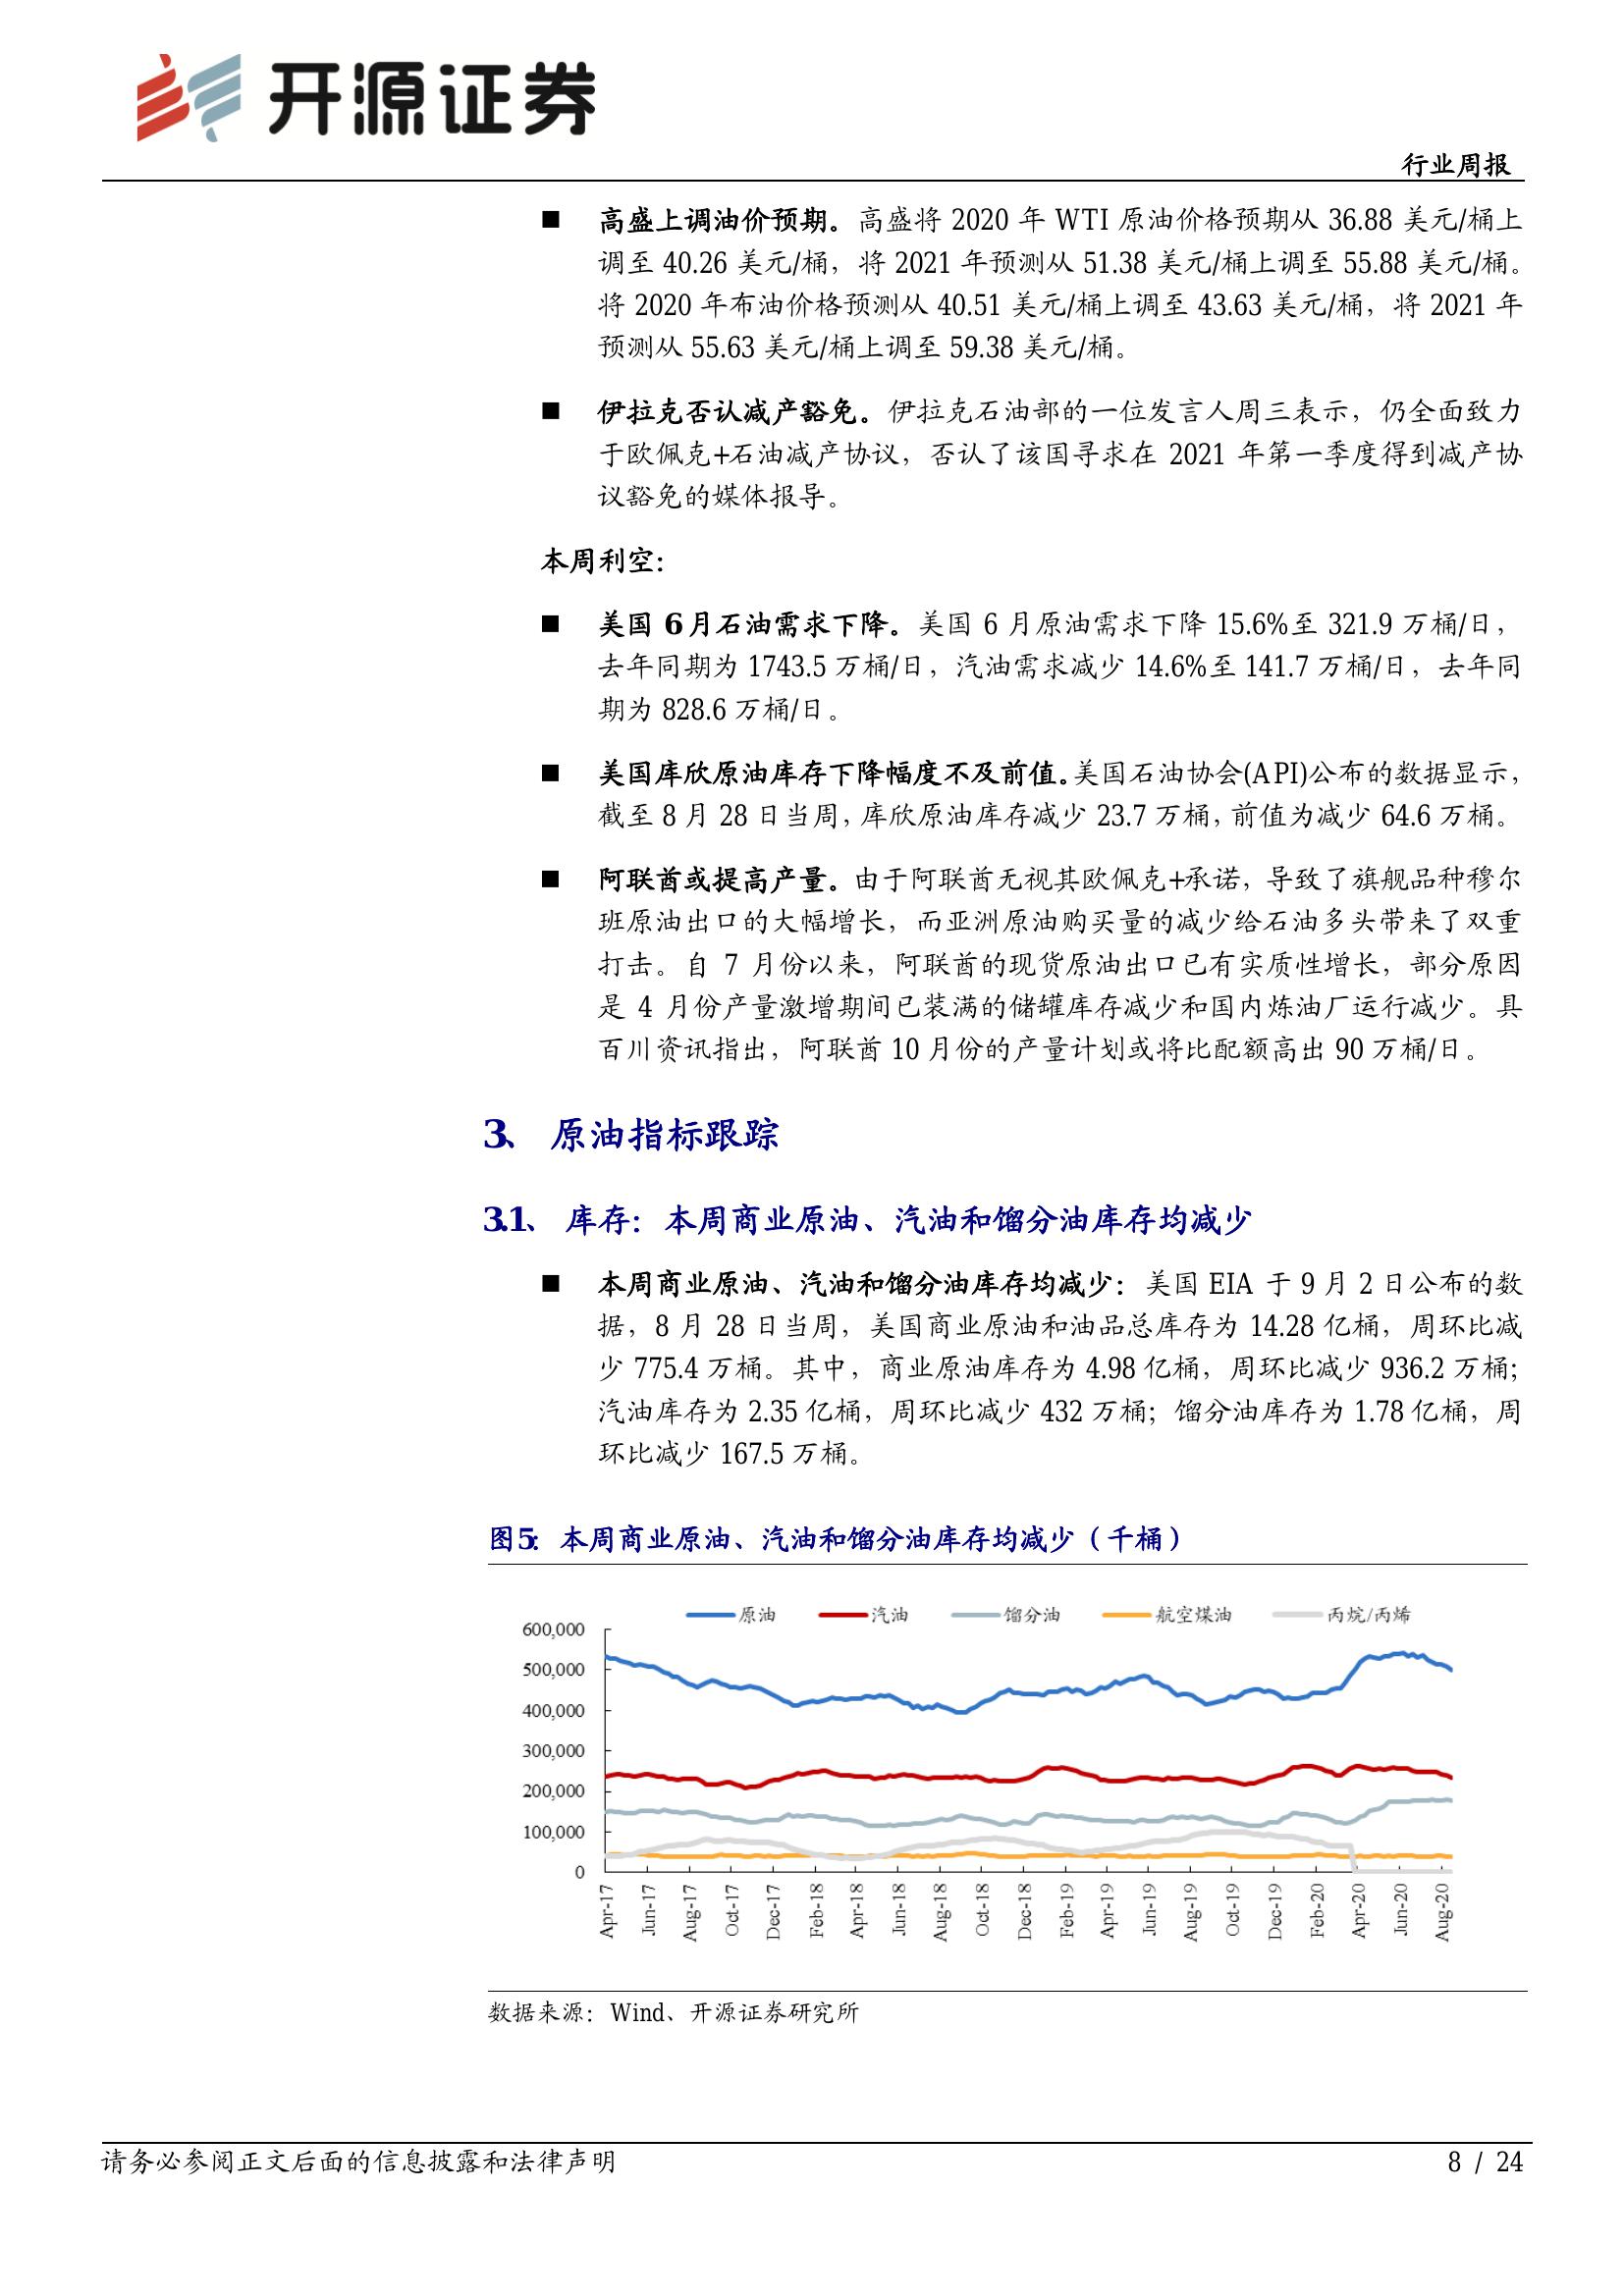 开源证券
行业周报
■ 高盛上调油价预期。高盛将 2020 年 WTI 原油价格预期从 36.88 美元/桶上
调至 40.26 美元/桶，将 2021 年预测从 51.38 美元/桶上调至 55.88 美元/桶。
将 2020 年布油价格预测从 40.51 美元/桶上调至 43.63 美元/桶，将 2021 年
预测从 55.63 美元/桶上调至 59.38 美元/桶。
■ 伊拉克否认减产豁免。伊拉克石油部的一位发言人周三表示，仍全面致力
于欧佩克+石油减产协议，否认了该国寻求在 2021 年第一季度得到减产协
议豁免的媒体报导。
本周利空：
■ 美国 6 月石油需求下降。美国 6 月原油需求下降 15.6%至 321.9 万桶/日，
去年同期为 1743.5 万桶/日，汽油需求减少 14.6%至 141.7 万桶/日，去年同
期为 828.6 万桶/日。
■ 美国库欣原油库存下降幅度不及前值。美国石油协会(API)公布的数据显示，
截至 8 月 28 日当周，库欣原油库存减少 23.7 万桶，前值为减少 64.6 万桶。
■ 阿联酋或提高产量。由于阿联酋无视其欧佩克+承诺，导致了旗舰品种穆尔
班原油出口的大幅增长，而亚洲原油购买量的减少给石油多头带来了双重
打击。自 7 月份以来，阿联酋的现货原油出口已有实质性增长，部分原因
是 4 月份产量激增期间已装满的储罐库存减少和国内炼油厂运行减少。具
百川资讯指出，阿联酋 10 月份的产量计划或将比配额高出 90 万桶/日。
3、 原油指标跟踪
3.1、 库存：本周商业原油、汽油和馏分油库存均减少
■ 本周商业原油、汽油和馏分油库存均减少：美国 EIA 于 9 月 2 日公布的数
据，8 月 28 日当周，美国商业原油和油品总库存为 14.28 亿桶，周环比减
少 775.4 万桶。其中，商业原油库存为 4.98 亿桶，周环比减少 936.2 万桶；
汽油库存为 2.35 亿桶，周环比减少 432 万桶；馏分油库存为 1.78 亿桶，周
环比减少 167.5 万桶。
图5：本周商业原油、汽油和馏分油库存均减少（千桶）
原油 汽油 馏分油 航空煤油 丙烷/丙烯
600,000
500,000
400,000
300,000
200,000
100,000
0
Apr-17 Jun-17 Aug-17 Oct-17 Dec-17 Feb-18 Apr-18 Jun-18 Aug-18 Oct-18 Dec-18 Feb-19 Apr-19 Jun-19 Aug-19 Oct-19 Dec-19 Feb-20 Apr-20 Jun-20 Aug-20
数据来源：Wind、开源证券研究所
请务必参阅正文后面的信息披露和法律声明 8 / 24